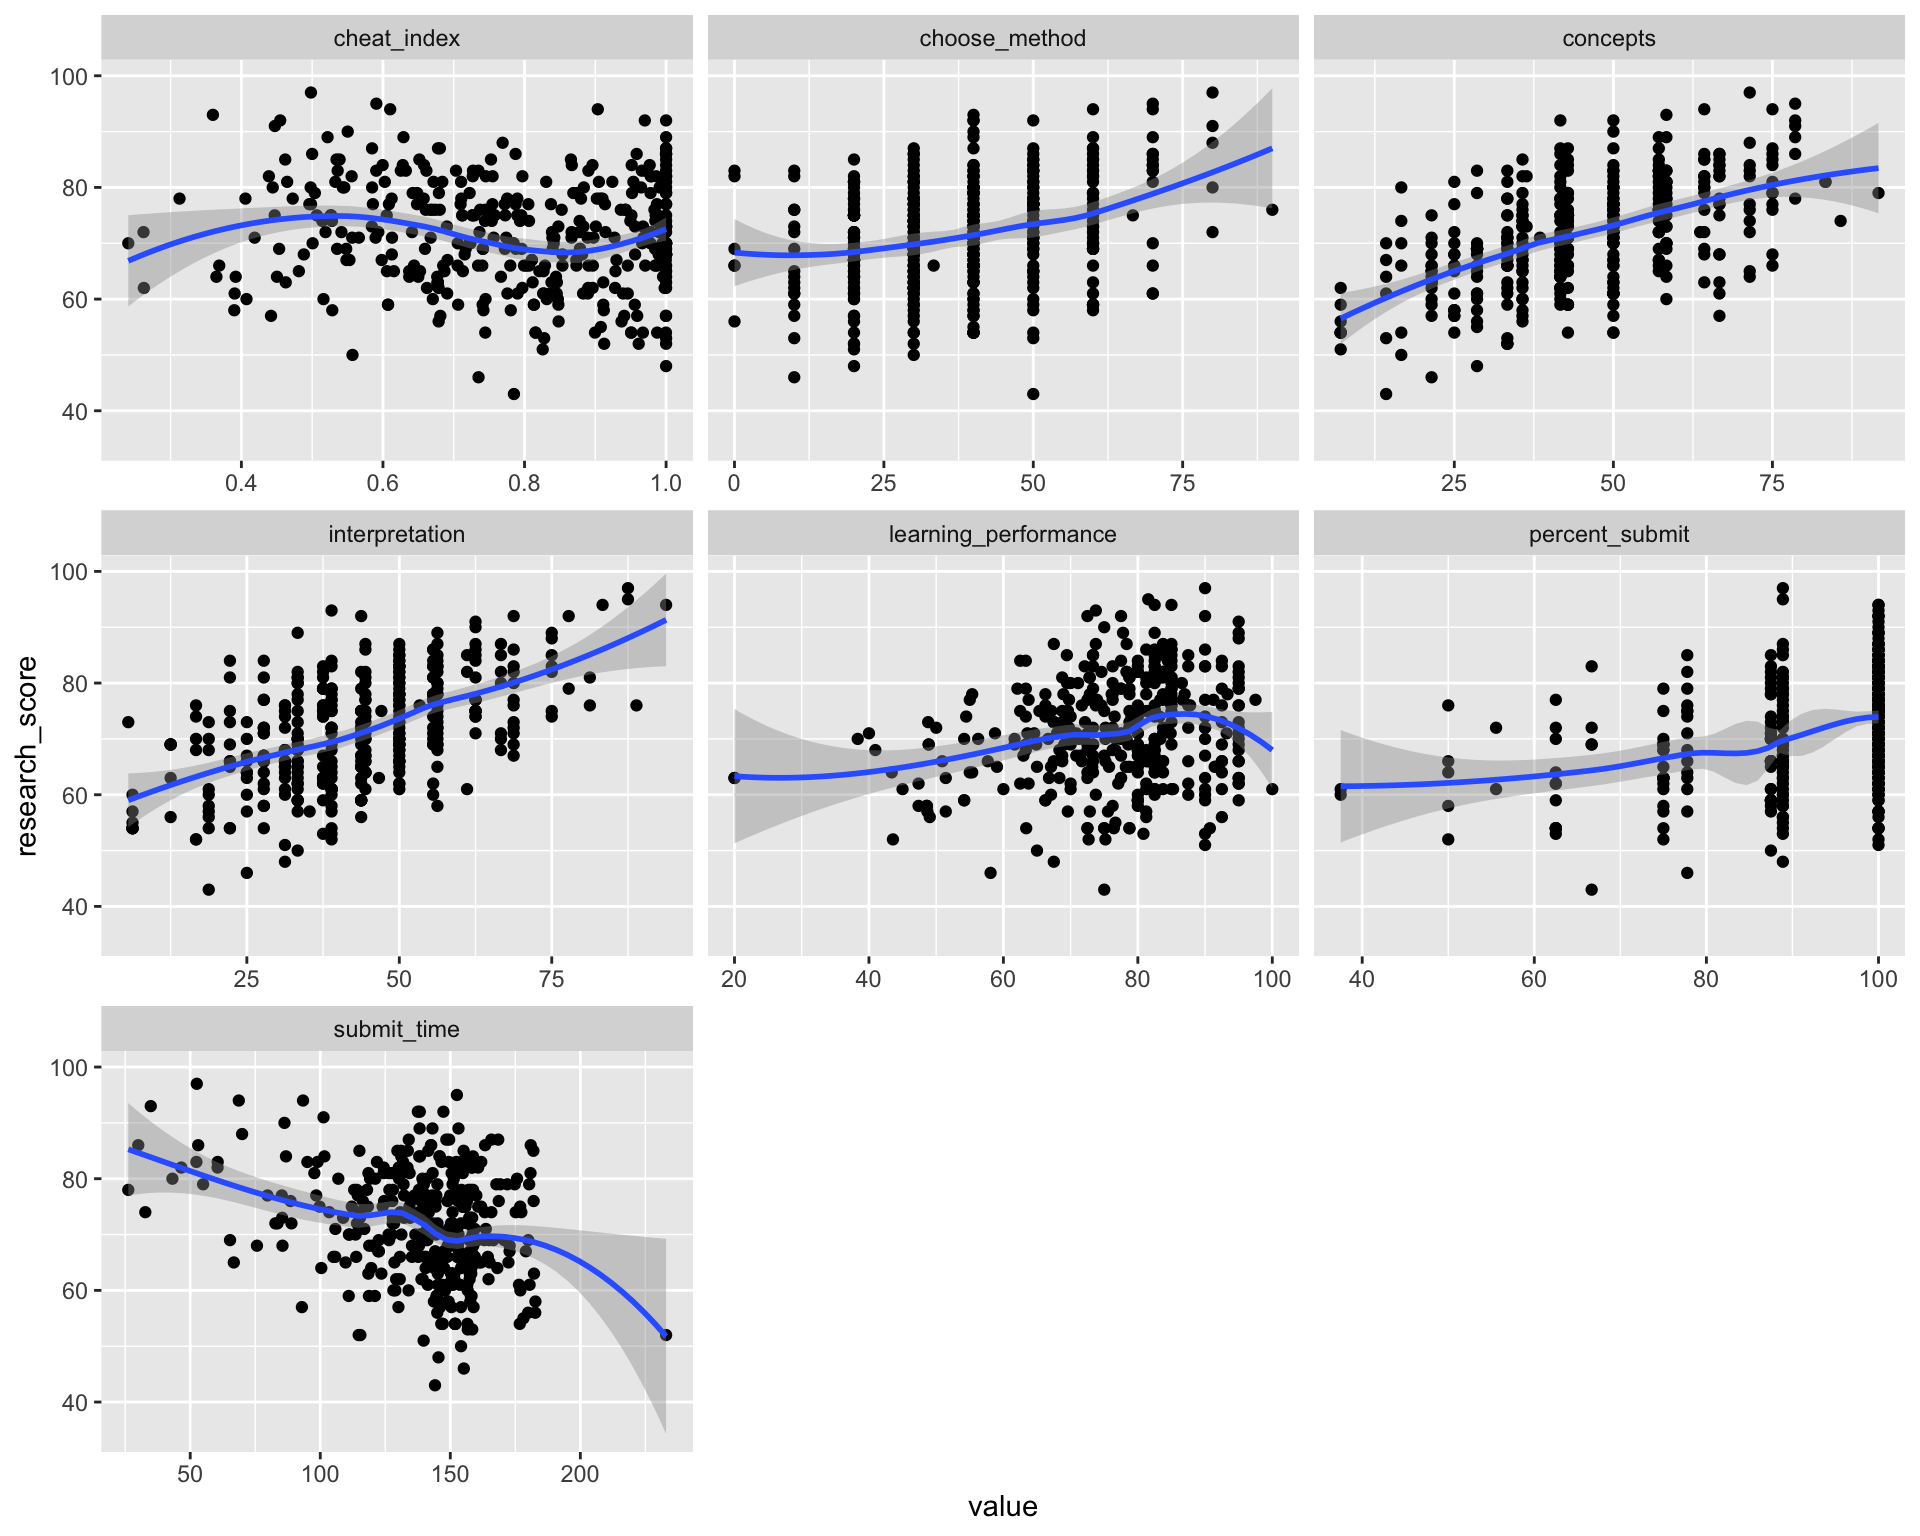 cheat_index choose_method concepts
100
80
60
40
0.4 0.6 0.8 1.0 0 25 50 75 25 50 75
interpretation learning_performance percent_submit
100
80
60
40
25 50 75 20 40 60 80 100 40 60 80 100
research_score
submit_time
100
80
60
40
50 100 150 200
value